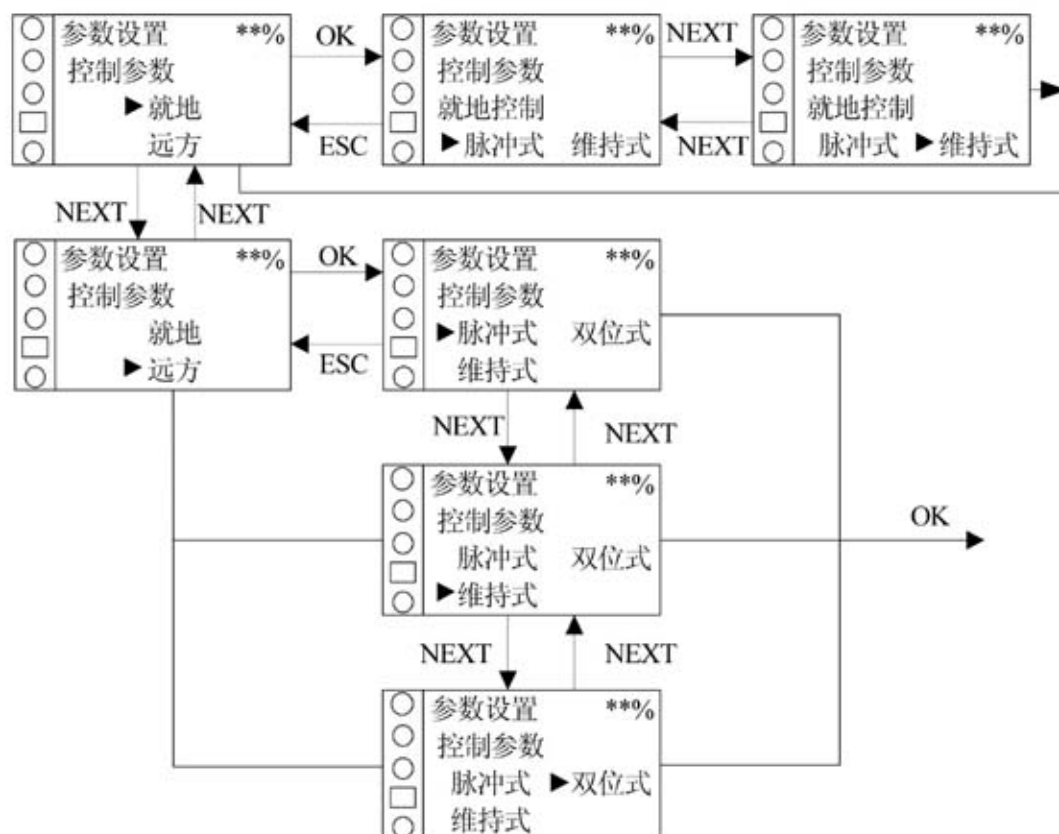 参数设置 **%
控制参数
▶就地
远方
OK
ESC
参数设置 **%
控制参数
就地控制
▶脉冲式 维持式
NEXT
NEXT
参数设置 **%
控制参数
就地控制
脉冲式 ▶维持式
NEXT
NEXT
参数设置 **%
控制参数
就地
▶远方
OK
ESC
参数设置 **%
控制参数
▶脉冲式 双位式
维持式
NEXT
NEXT
参数设置 **%
控制参数
脉冲式 双位式
▶维持式
OK
NEXT
NEXT
参数设置 **%
控制参数
脉冲式 ▶双位式
维持式